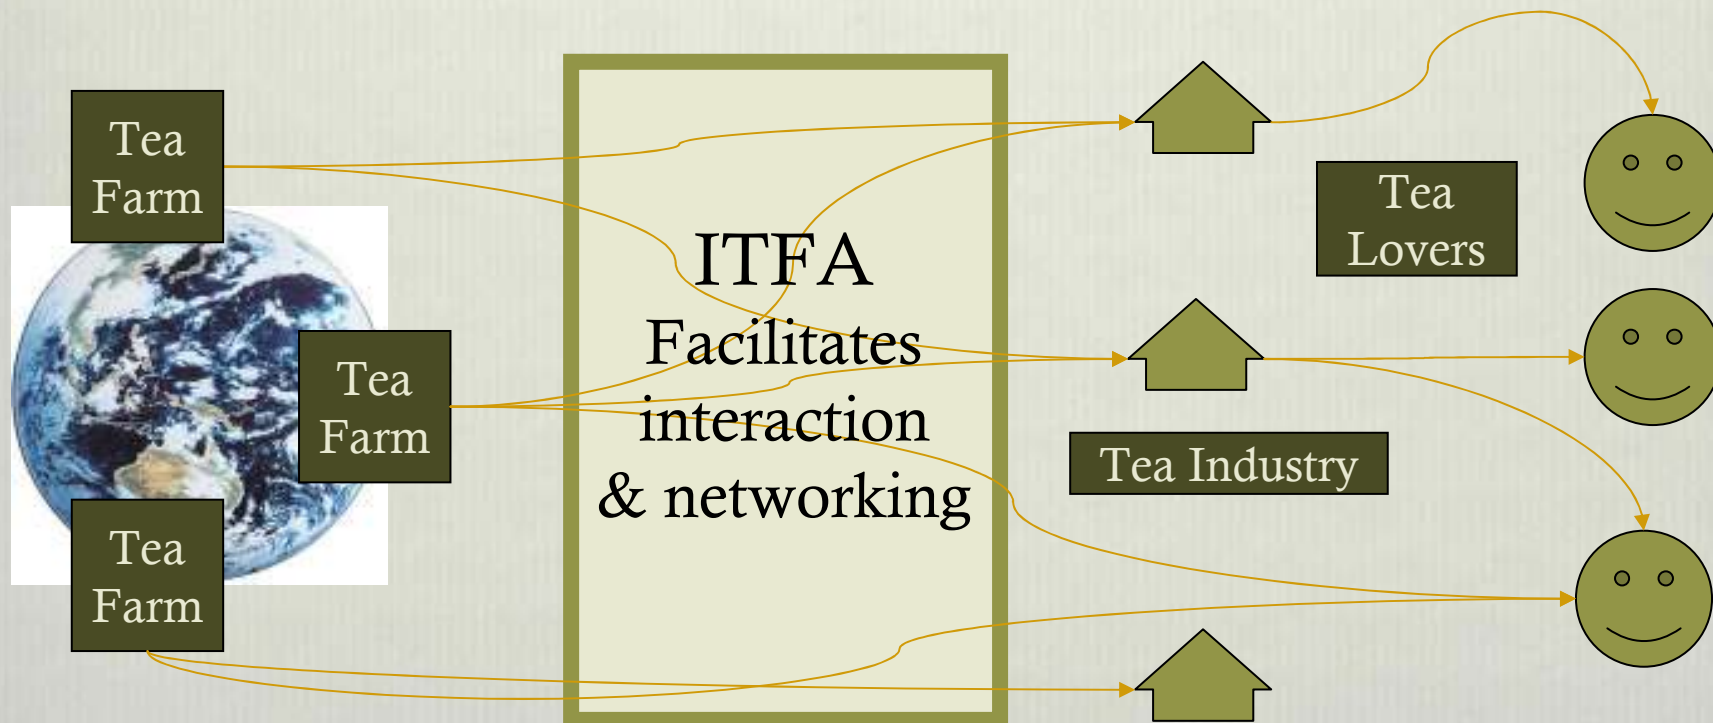 Tea
Farm
Tea
Farm
Tea
Farm
ITFA
Facilitates
interaction
& networking
Tea
Lovers
Tea Industry